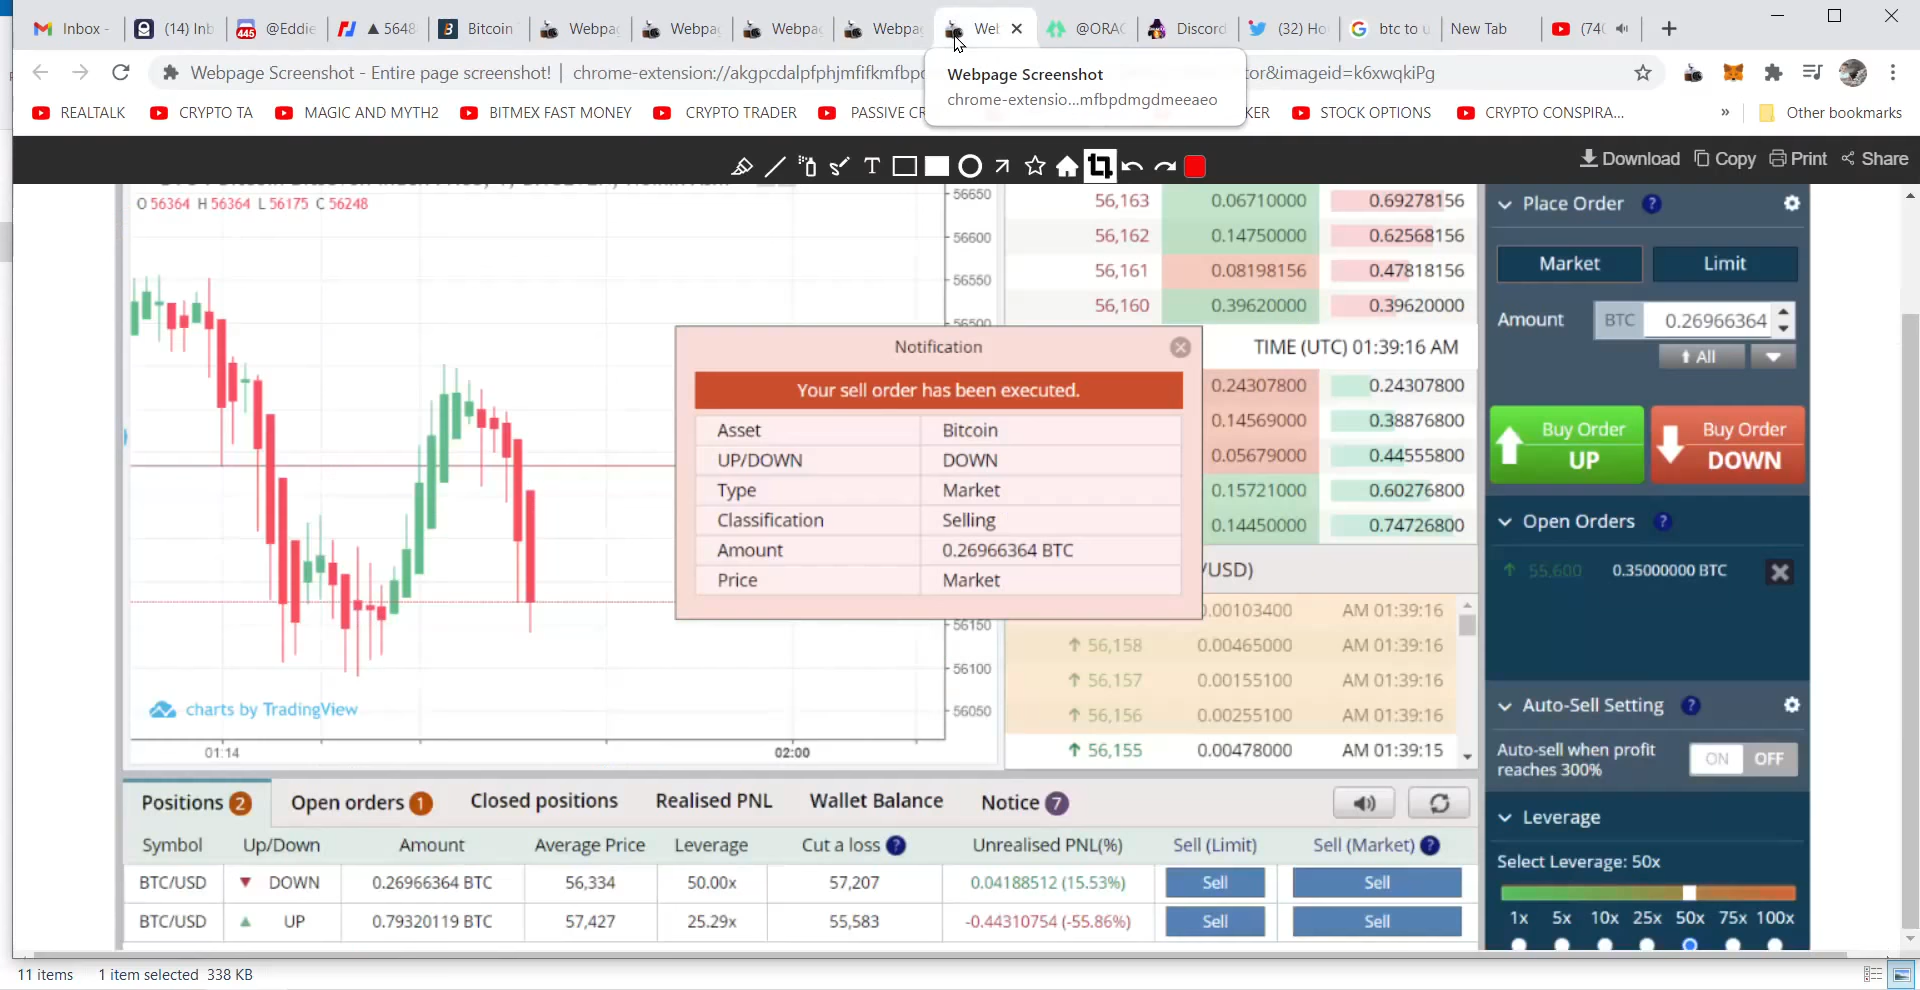 Inbox -
(14) Inb
445
@Eddie
▲ 5648
Bitcoin
Webpa
Webpa
Webpa
Webpa
Wel
@ORA
Discord
(32) Ho
btc to u
New Tab
(740
Webpage Screenshot - Entire page screenshot! | chrome-extension://akgpcdalpfphjmfifkmfbpd
tor&imageid=k6xwqkiPg
Webpage Screenshot
chrome-extensio...mfbpdmgdmeeaeo
REALTALK
CRYPTO TA
MAGIC AND MYTH2
BITMEX FAST MONEY
CRYPTO TRADER
PASSIVE CR
KER
STOCK OPTIONS
CRYPTO CONSPIRA...
»
Other bookmarks
T
Download
Copy
Print
Share
O 56364 H 56364 L 56175 C 56248
56650
56600
56550
56500
56150
56100
56050
charts by TradingView
01:14
02:00
56,163 0.06710000 0.69278156
56,162 0.14750000 0.62568156
56,161 0.08198156 0.47818156
56,160 0.39620000 0.39620000
TIME (UTC) 01:39:16 AM
0.24307800 0.24307800
0.14569000 0.38876800
0.05679000 0.44555800
0.15721000 0.60276800
0.14450000 0.74726800
/USD)
0.00103400 AM 01:39:16
56,158 0.00465000 AM 01:39:16
56,157 0.00155100 AM 01:39:16
56,156 0.00255100 AM 01:39:16
56,155 0.00478000 AM 01:39:15
Notification
Your sell order has been executed.
Asset Bitcoin
UP/DOWN DOWN
Type Market
Classification Selling
Amount 0.26966364 BTC
Price Market
Place Order ?
Market
Limit
Amount BTC 0.26966364
All
Buy Order
UP
Buy Order
DOWN
Open Orders ?
55,600 0.35000000 BTC
Auto-Sell Setting ?
Auto-sell when profit
reaches 300%
ON OFF
Leverage
Select Leverage: 50x
1x 5x 10x 25x 50x 75x 100x
Positions 2
Open orders 1
Closed positions
Realised PNL
Wallet Balance
Notice 7
Symbol Up/Down Amount Average Price Leverage Cut a loss ? Unrealised PNL(%) Sell (Limit) Sell (Market) ?
BTC/USD DOWN 0.26966364 BTC 56,334 50.00x 57,207 0.04188512 (15.53%) Sell Sell
BTC/USD UP 0.79320119 BTC 57,427 25.29x 55,583 -0.44310754 (-55.86%) Sell Sell
11 items 1 item selected 338 KB